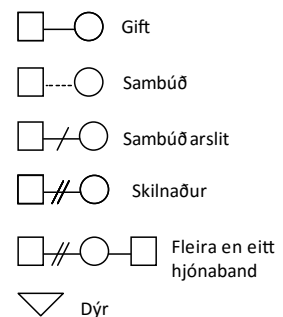 Gift
Sambúð
Sambúðarslit
Skilnaður
Fleira en eitt
hjónaband
Dýr